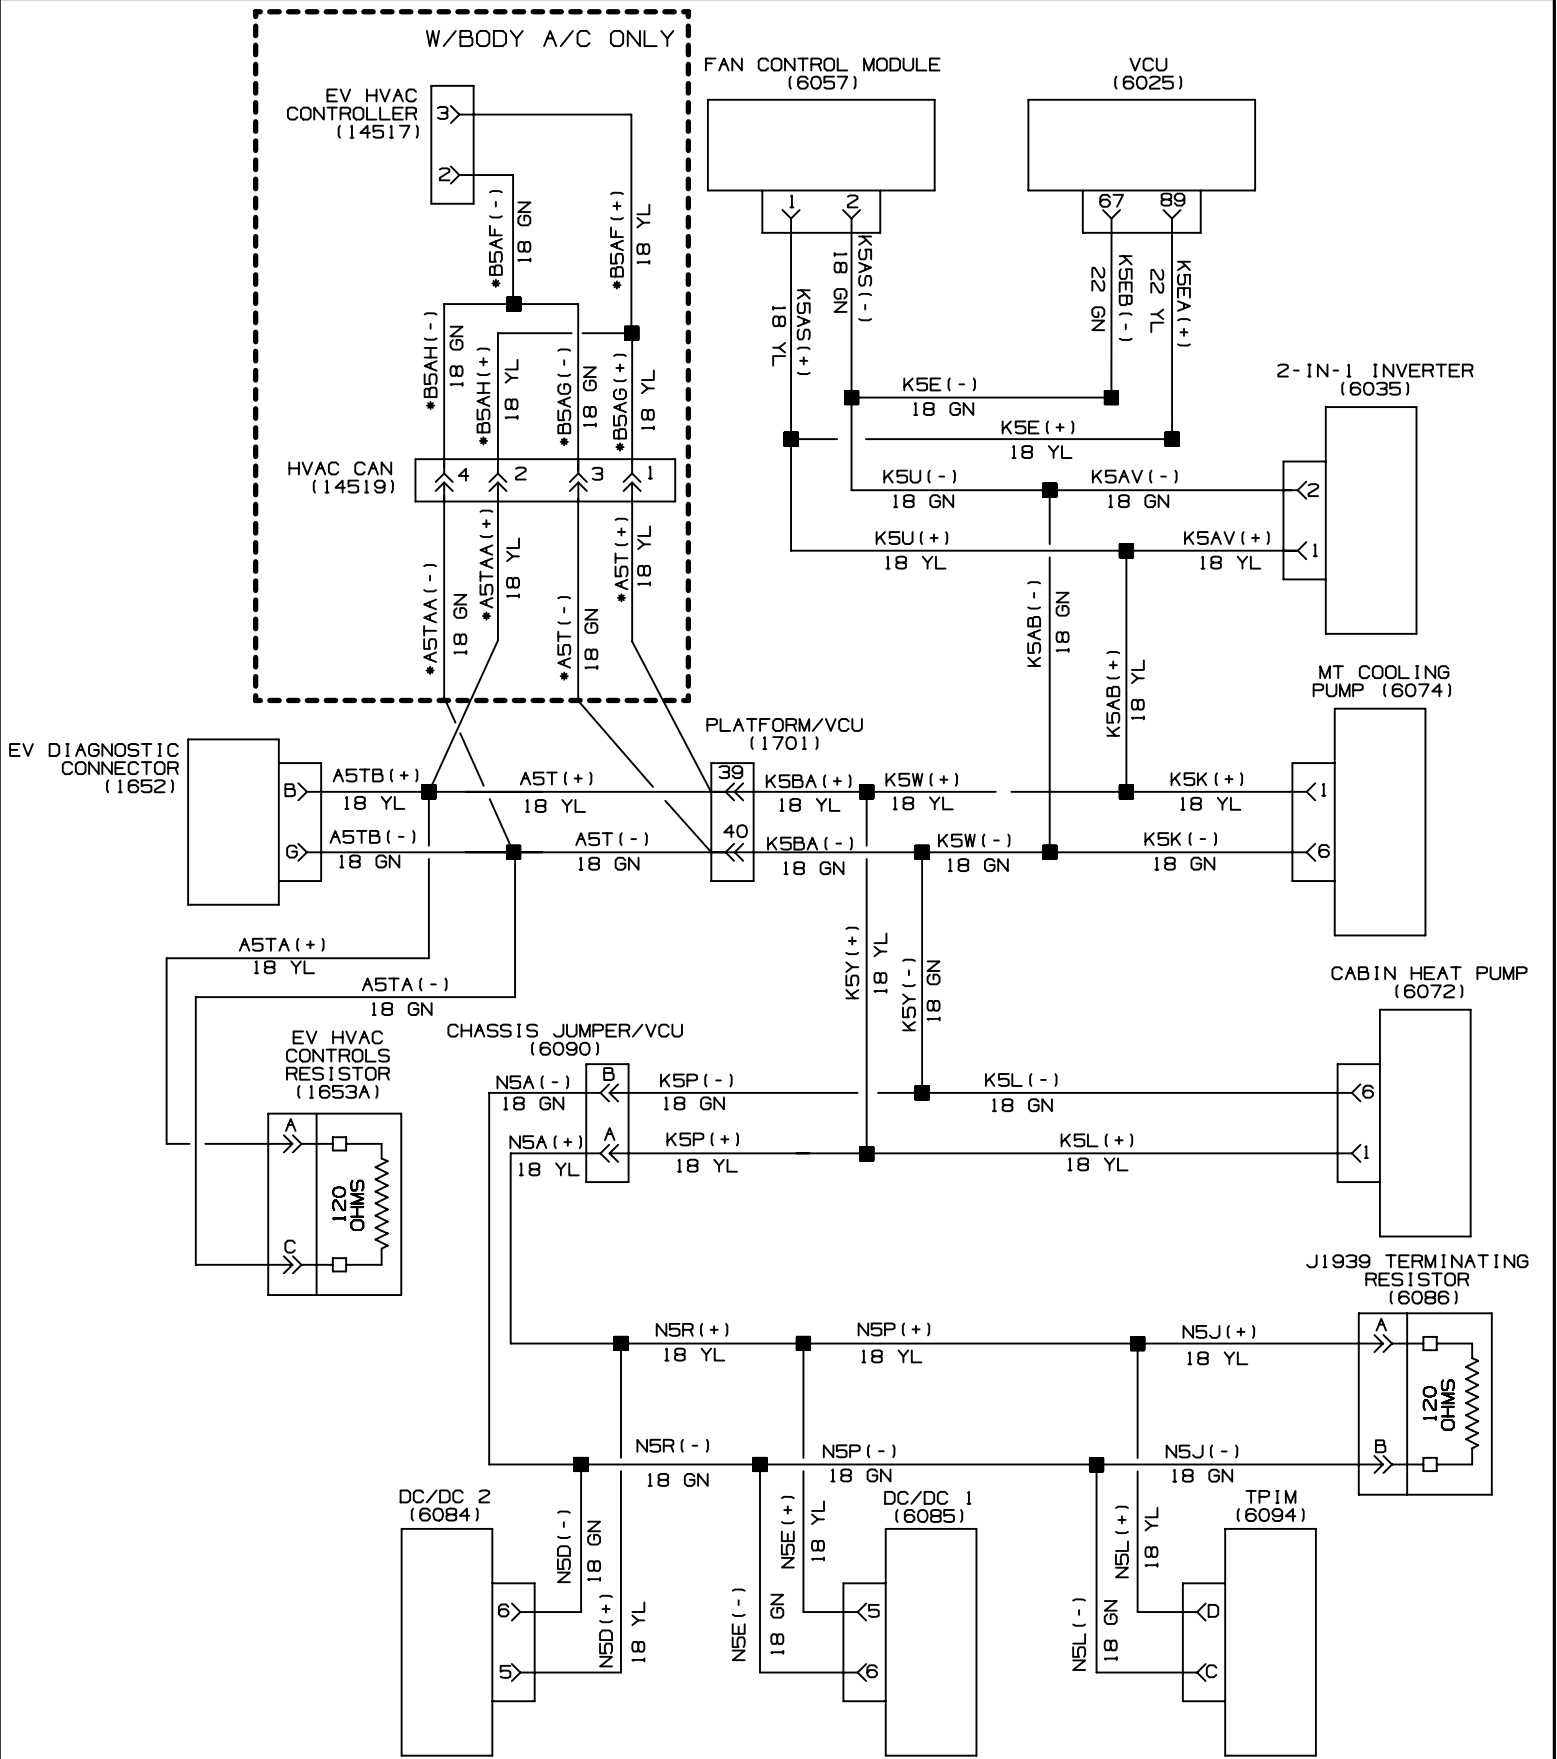 W/BODY A/C ONLY
EV HVAC
CONTROLLER
(14517)
3
2
*B5AF(-)
18 GN
*B5AF(+)
18 YL
*B5AH(-)
18 GN
*B5AH(+)
18 YL
*B5AG(-)
18 GN
*B5AG(+)
18 YL
HVAC CAN
(14519)
4
2
3
1
*A5TAA(-)
18 GN
*A5TAA(+)
18 YL
*A5T(-)
18 GN
*A5T(+)
18 YL
FAN CONTROL MODULE
(6057)
1
2
K5AS(+)
18 YL
K5AS(-)
18 GN
VCU
(6025)
67
89
K5EB(-)
22 GN
K5EA(+)
22 YL
K5E(-)
18 GN
K5E(+)
18 YL
K5U(-)
18 GN
K5AV(-)
18 GN
K5U(+)
18 YL
K5AV(+)
18 YL
2-IN-1 INVERTER
(6035)
2
1
K5AB(-)
18 GN
K5AB(+)
18 YL
MT COOLING
PUMP (6074)
1
6
EV DIAGNOSTIC
CONNECTOR
(1652)
B
G
A5TB(+)
18 YL
A5TB(-)
18 GN
A5T(+)
18 YL
A5T(-)
18 GN
PLATFORM/VCU
(1701)
39
40
K5BA(+)
18 YL
K5BA(-)
18 GN
K5W(+)
18 YL
K5W(-)
18 GN
K5K(+)
18 YL
K5K(-)
18 GN
A5TA(+)
18 YL
A5TA(-)
18 GN
K5Y(+)
18 YL
K5Y(-)
18 GN
EV HVAC
CONTROLS
RESISTOR
(1653A)
A
C
120
OHMS
CHASSIS JUMPER/VCU
(6090)
B
A
N5A(-)
18 GN
N5A(+)
18 YL
K5P(-)
18 GN
K5P(+)
18 YL
K5L(-)
18 GN
K5L(+)
18 YL
CABIN HEAT PUMP
(6072)
6
1
J1939 TERMINATING
RESISTOR
(6086)
A
B
120
OHMS
N5R(+)
18 YL
N5P(+)
18 YL
N5J(+)
18 YL
N5R(-)
18 GN
N5P(-)
18 GN
N5J(-)
18 GN
DC/DC 2
(6084)
6
5
N5D(-)
18 GN
N5D(+)
18 YL
DC/DC 1
(6085)
5
6
N5E(+)
18 YL
N5E(-)
18 GN
TPIM
(6094)
D
C
N5L(+)
18 YL
N5L(-)
18 GN